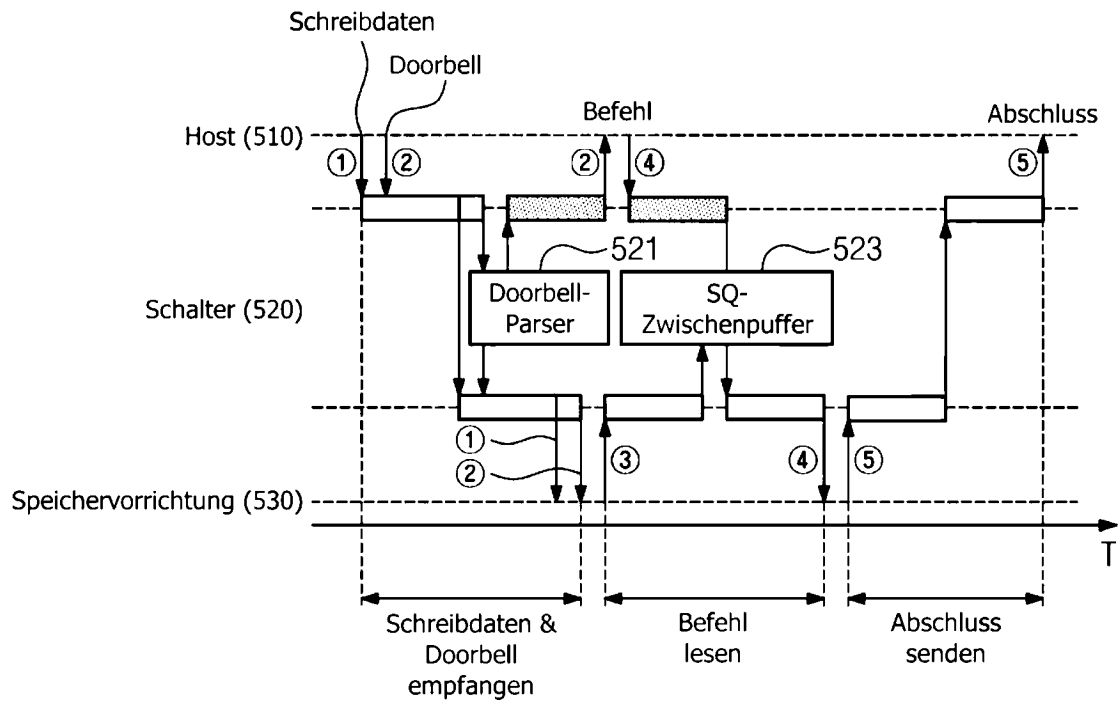 Schreibdaten
Doorbell
Befehl
Abschluss
Host (510)
① ② ② ④ ⑤
521
523
Doorbell-
Parser
SQ-
Zwischenpuffer
Schalter (520)
①
②
③
④
⑤
Speichervorrichtung (530)
T
Schreibdaten &
Doorbell
empfangen
Befehl
lesen
Abschluss
senden